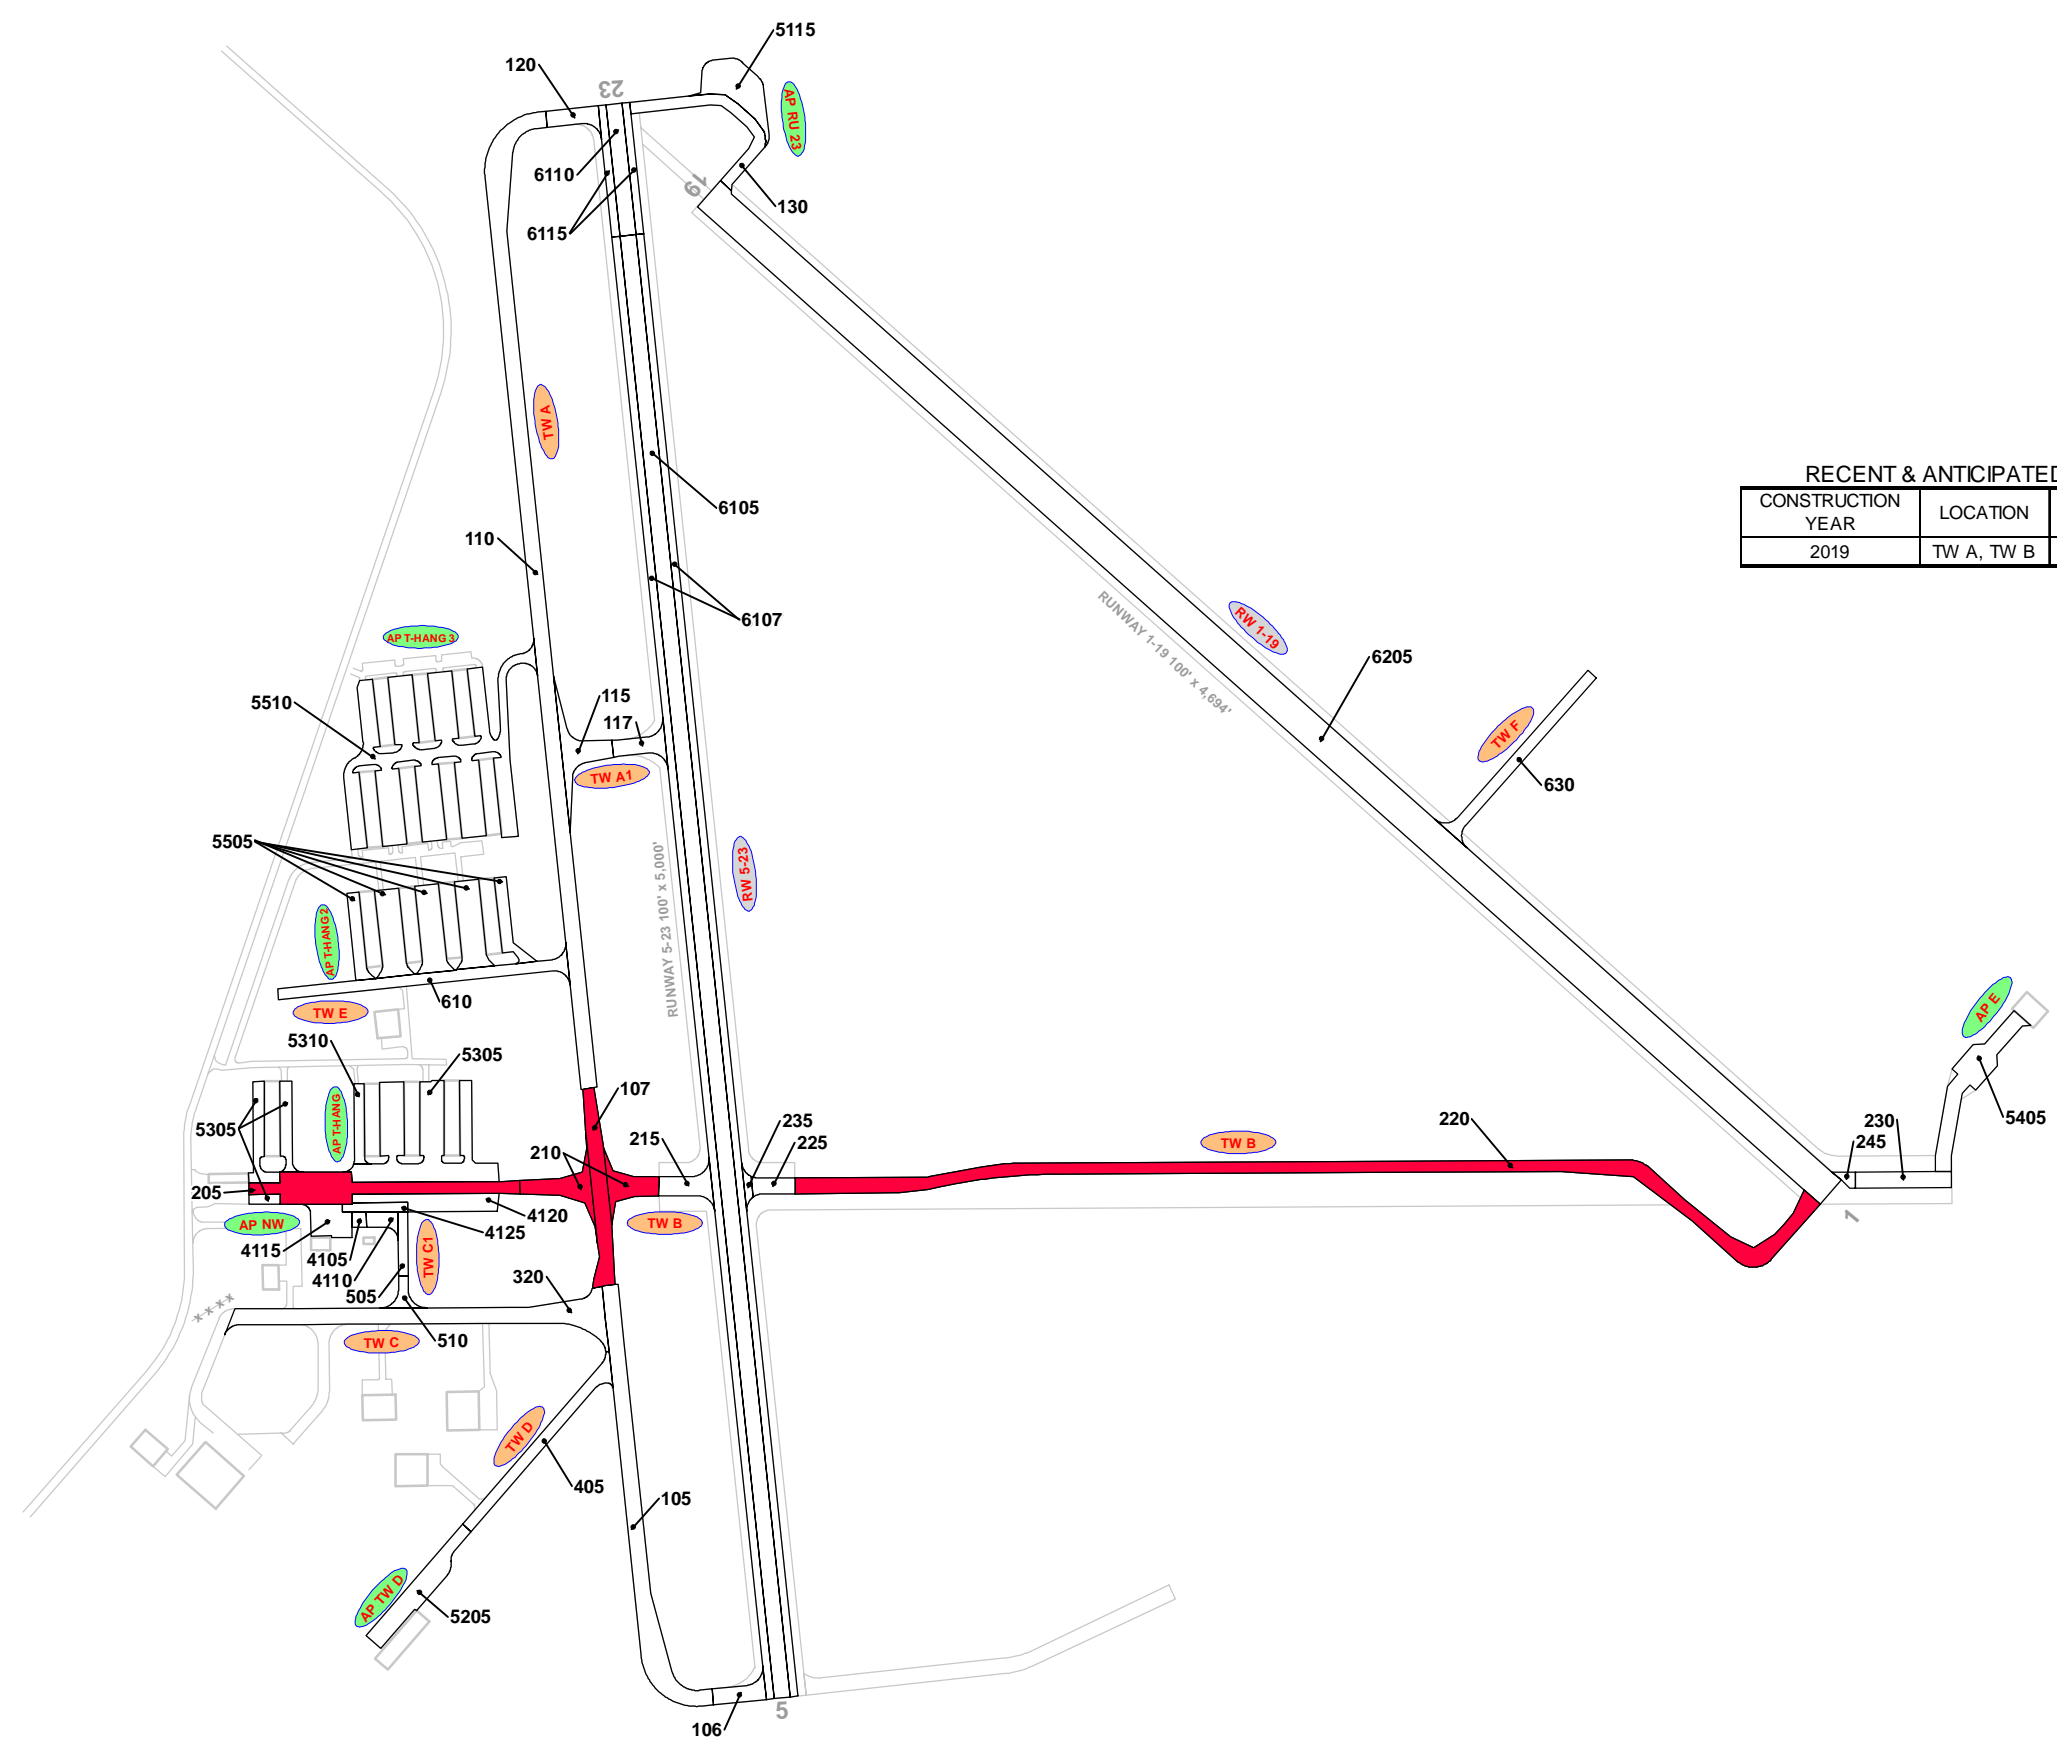 5115
120
23
AP RU 23
6110
130
19
6115
TW A
6105
110
6107
RECENT & ANTICIPATED
CONSTRUCTION
YEAR
LOCATION
2019
TW A, TW B
RUNWAY 1-19 100' x 4,694'
RW 1-19
6205
AP T-HANG 3
5510
115
117
TW A1
TW F
630
5505
RUNWAY 5-23 100' x 5,000'
RW 5-23
AP T-HANG 2
610
TW E
5310
5305
AP T-HANG
5305
107
210
215
235
225
TW B
220
230
245
5405
AP E
205
AP NW
4115
4105
4110
505
4120
4125
TW C1
TW B
320
1
510
TW C
TW D
405
105
AP TW D
5205
106
5